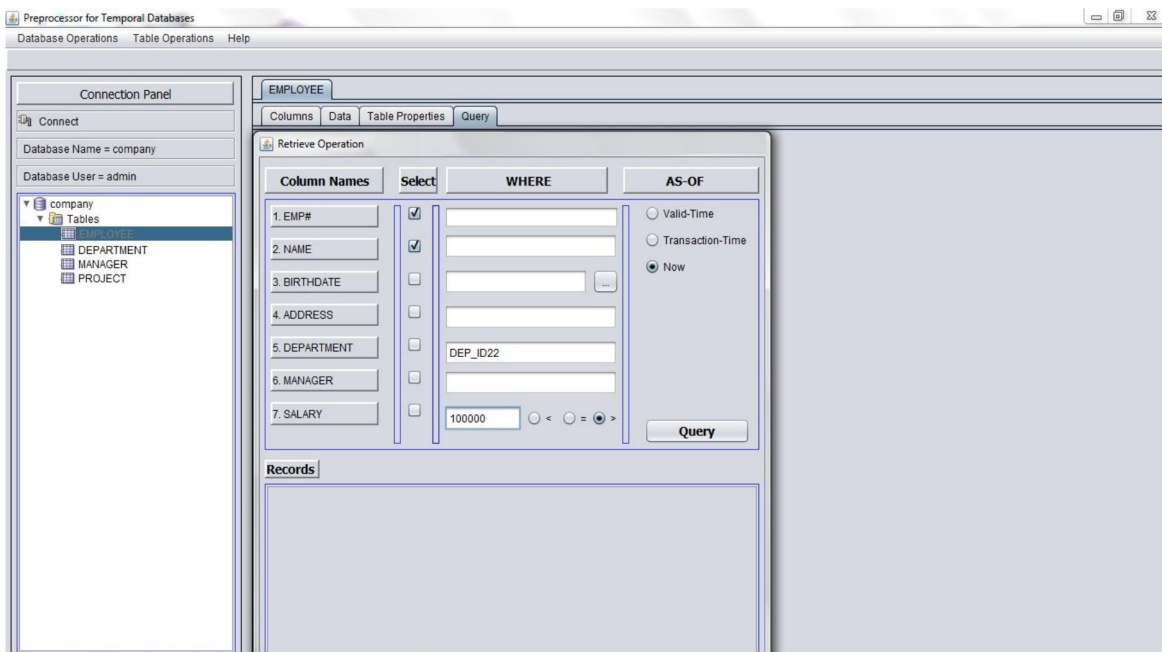 Preprocessor for Temporal Databases
Database Operations Table Operations Help
Connection Panel
Connect
Database Name = company
Database User = admin
company
Tables
EMPLOYEE
DEPARTMENT
MANAGER
PROJECT
EMPLOYEE
Columns Data Table Properties Query
Retrieve Operation
Column Names Select WHERE AS-OF
1. EMP# Valid-Time
2. NAME Transaction-Time
3. BIRTHDATE ... Now
4. ADDRESS
5. DEPARTMENT DEP_ID22
6. MANAGER
7. SALARY 100000 < = >
Query
Records